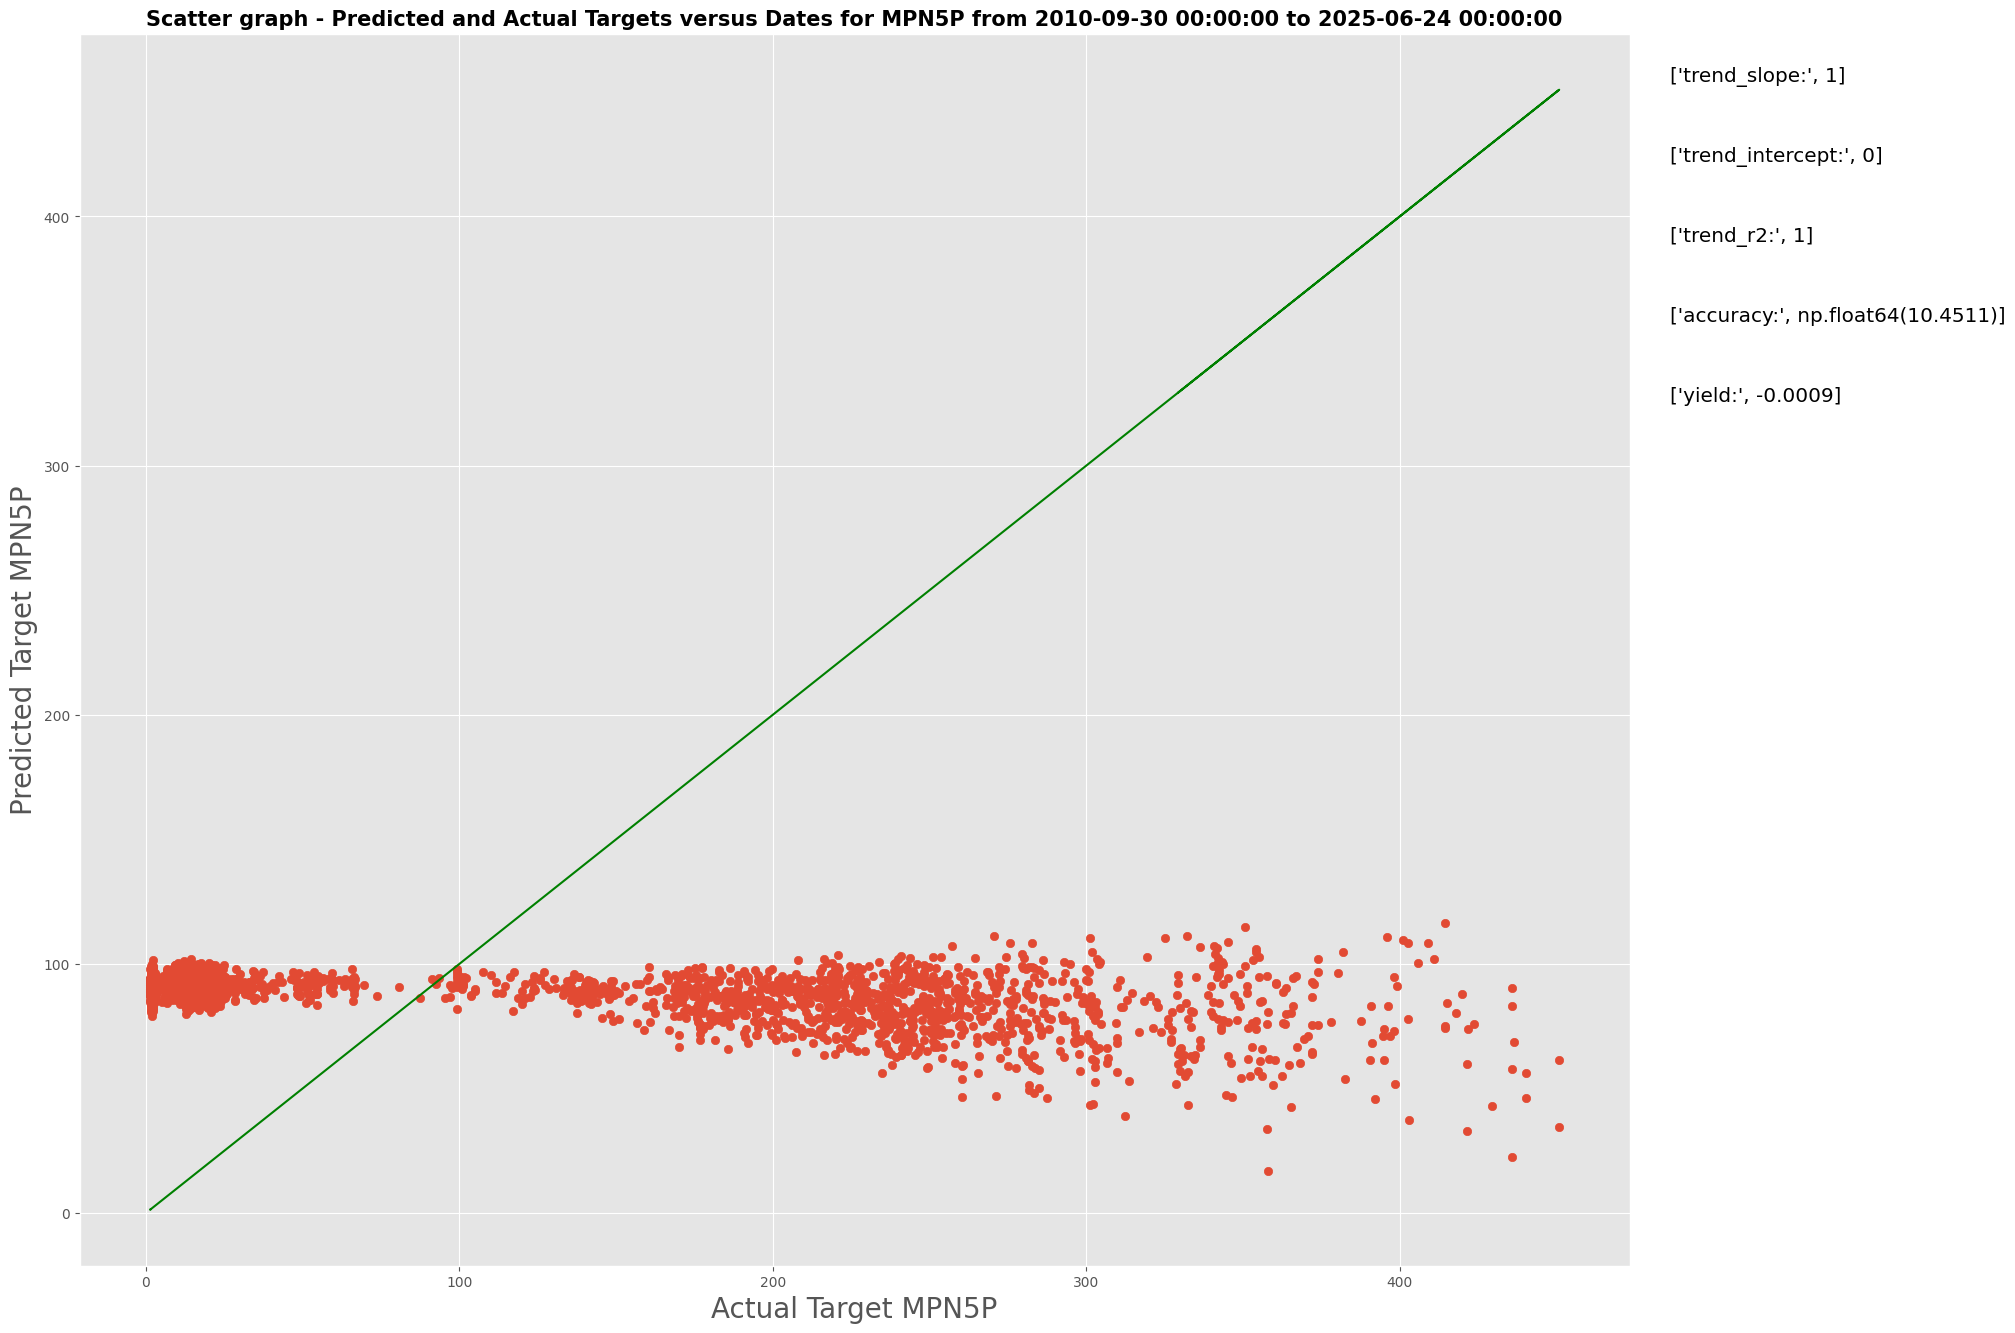 Scatter graph - Predicted and Actual Targets versus Dates for MPN5P from 2010-09-30 00:00:00 to 2025-06-24 00:00:00
['trend_slope:', 1]
['trend_intercept:', 0]
['trend_r2:', 1]
['accuracy:', np.float64(10.4511)]
['yield:', -0.0009]
Predicted Target MPN5P
400
300
200
100
0
0 100 200 300 400
Actual Target MPN5P